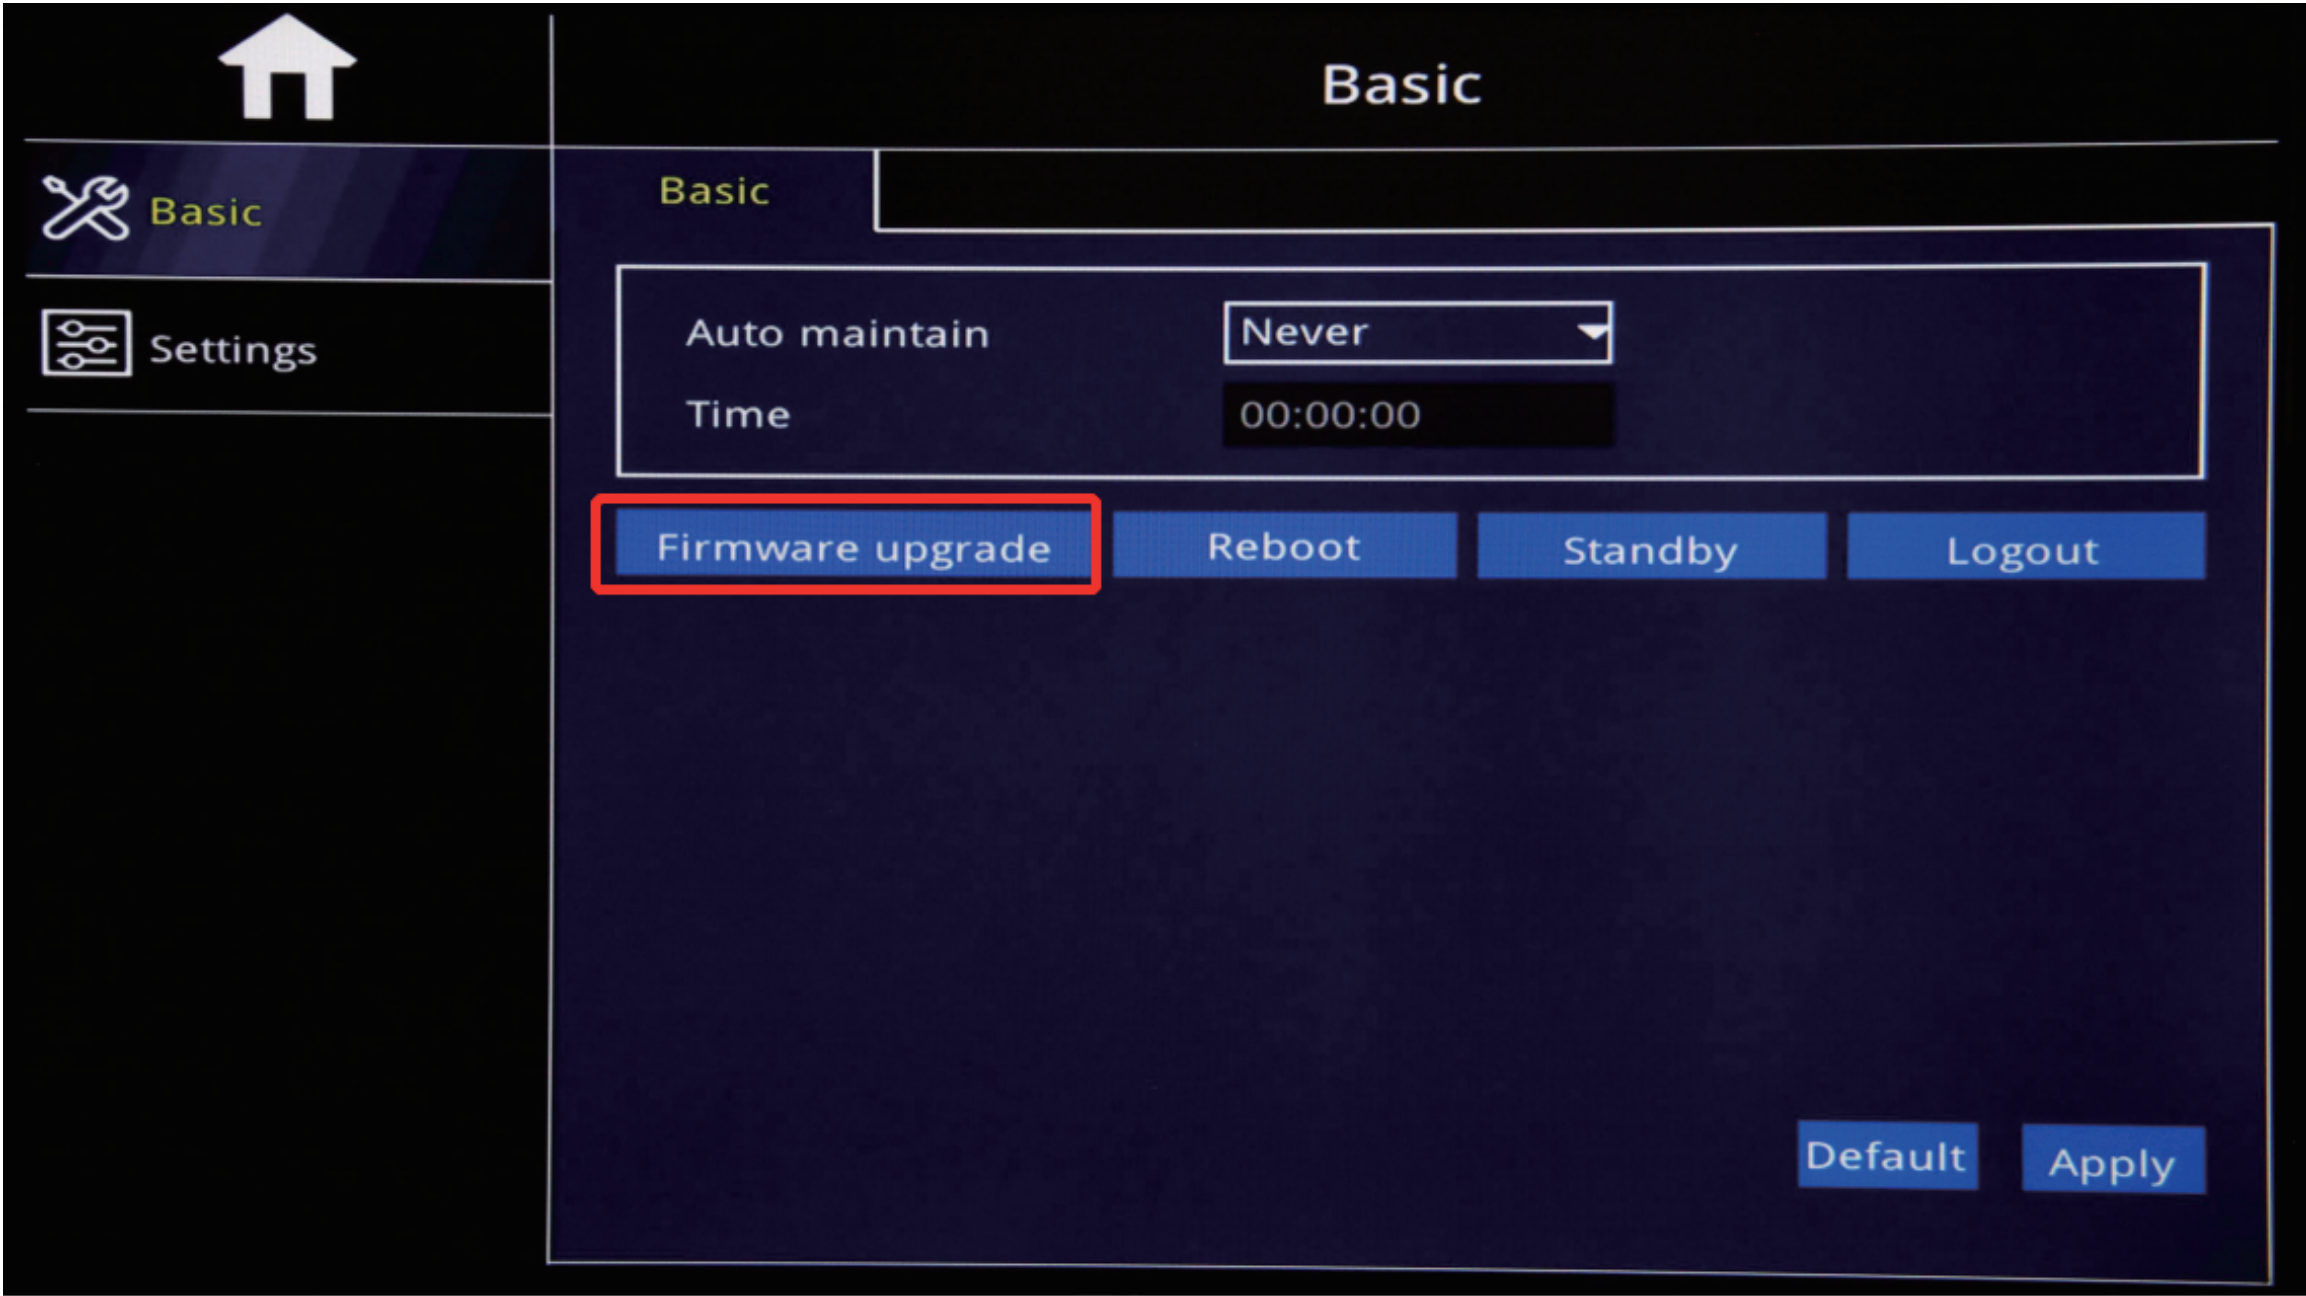 Basic
Basic
Settings
Basic
Auto maintain
Never
Time
00:00:00
Firmware upgrade
Reboot
Standby
Logout
Default
Apply